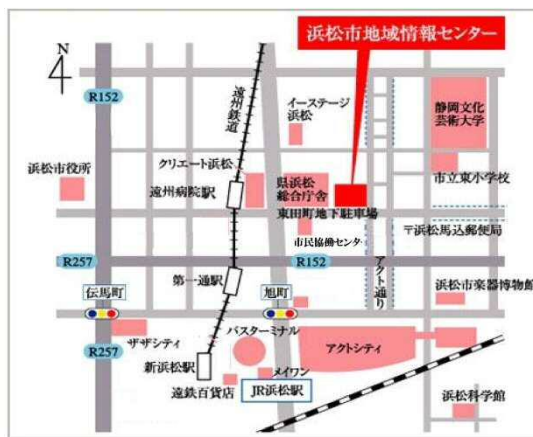 浜松市地域情報センター
N
R152
遠州鉄道
イーステージ
浜松
静岡文化
芸術大学
浜松市役所
クリエート浜松
遠州病院駅
県浜松
総合庁舎
市立東小学校
東田町地下駐車場
市民協働センタ
〒浜松馬込郵便局
R257
R152
第一通駅
アクト通り
伝馬町
旭町
浜松市楽器博物館
ザザシティ
バスターミナル
アクトシティ
R257
新浜松駅
メイワン
遠鉄百貨店
JR浜松駅
浜松科学館